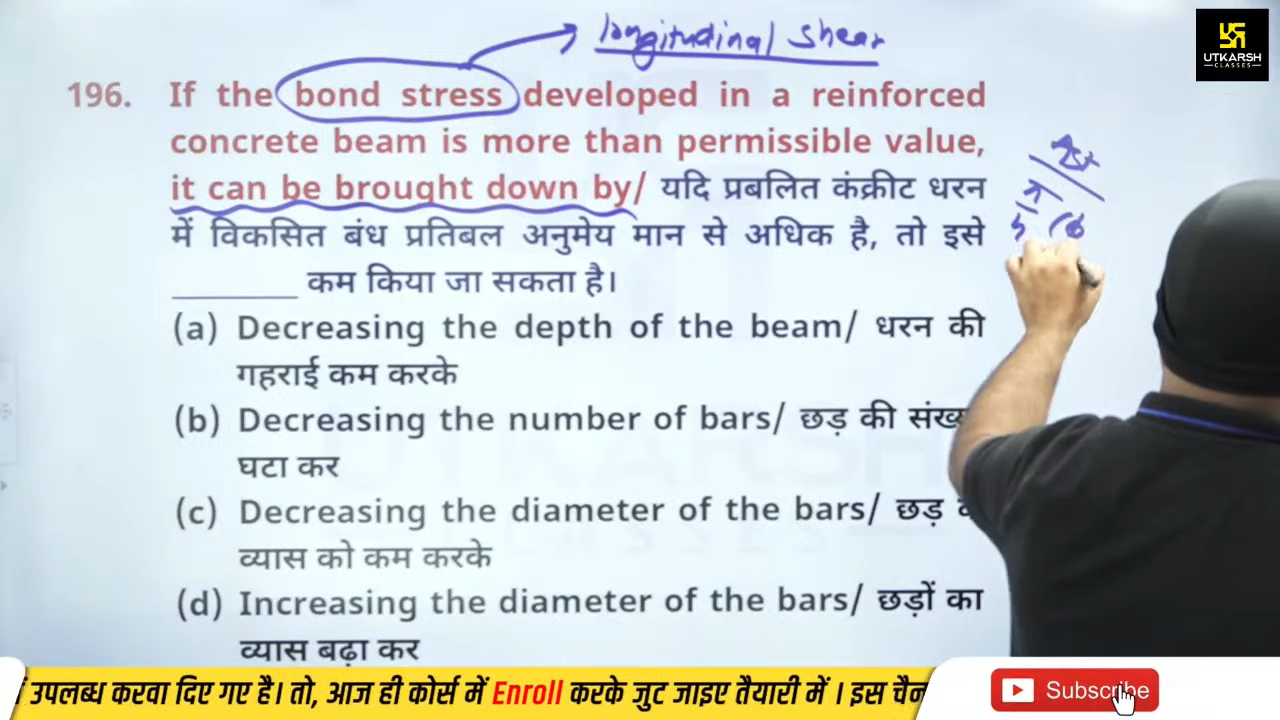 longitudinal shear
UTKARSH
CLASSES
196. If the bond stress developed in a reinforced
concrete beam is more than permissible value,
it can be brought down by/ यदि प्रबलित कंक्रीट धरन
में विकसित बंध प्रतिबल अनुमेय मान से अधिक है, तो इसे
________ कम किया जा सकता है।
(a) Decreasing the depth of the beam/ धरन की
गहराई कम करके
(b) Decreasing the number of bars/ छड़ की
घटा कर
(c) Decreasing the diameter of the bars/ छड़
व्यास को कम करके
(d) Increasing the diameter of the bars/ छड़ों का
व्यास बढ़ा कर
Ast
उपलब्ध करवा दिए गए है। तो, आज ही कोर्स में Enroll करके जुट जाइए तैयारी में । इस
Subscribe